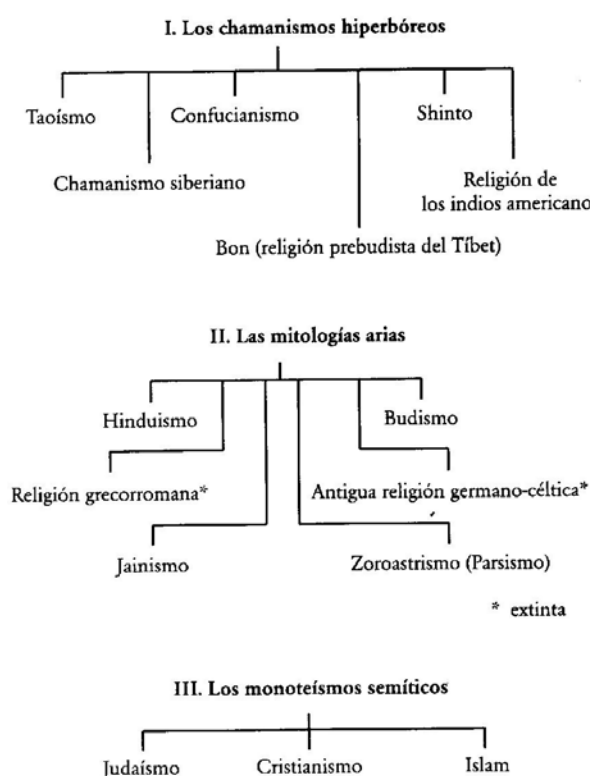 I. Los chamanismos hiperbóreos
Taoísmo
Confucianismo
Shinto
Chamanismo siberiano
Religión de
los indios americano
Bon (religión prebudista del Tíbet)
II. Las mitologías arias
Hinduismo
Budismo
Religión grecorromana*
Antigua religión germano-céltica*
Jainismo
Zoroastrismo (Parsismo)
* extinta
III. Los monoteísmos semíticos
Judaísmo
Cristianismo
Islam